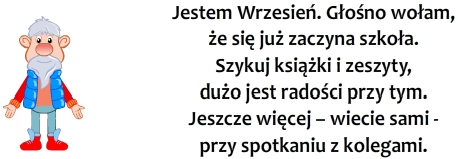 Jestem Wrzesień. Głośno wołam,
że się już zaczyna szkoła.
Szykuj książki i zeszyty,
dużo jest radości przy tym.
Jeszcze więcej – wiecie sami -
przy spotkaniu z kolegami.